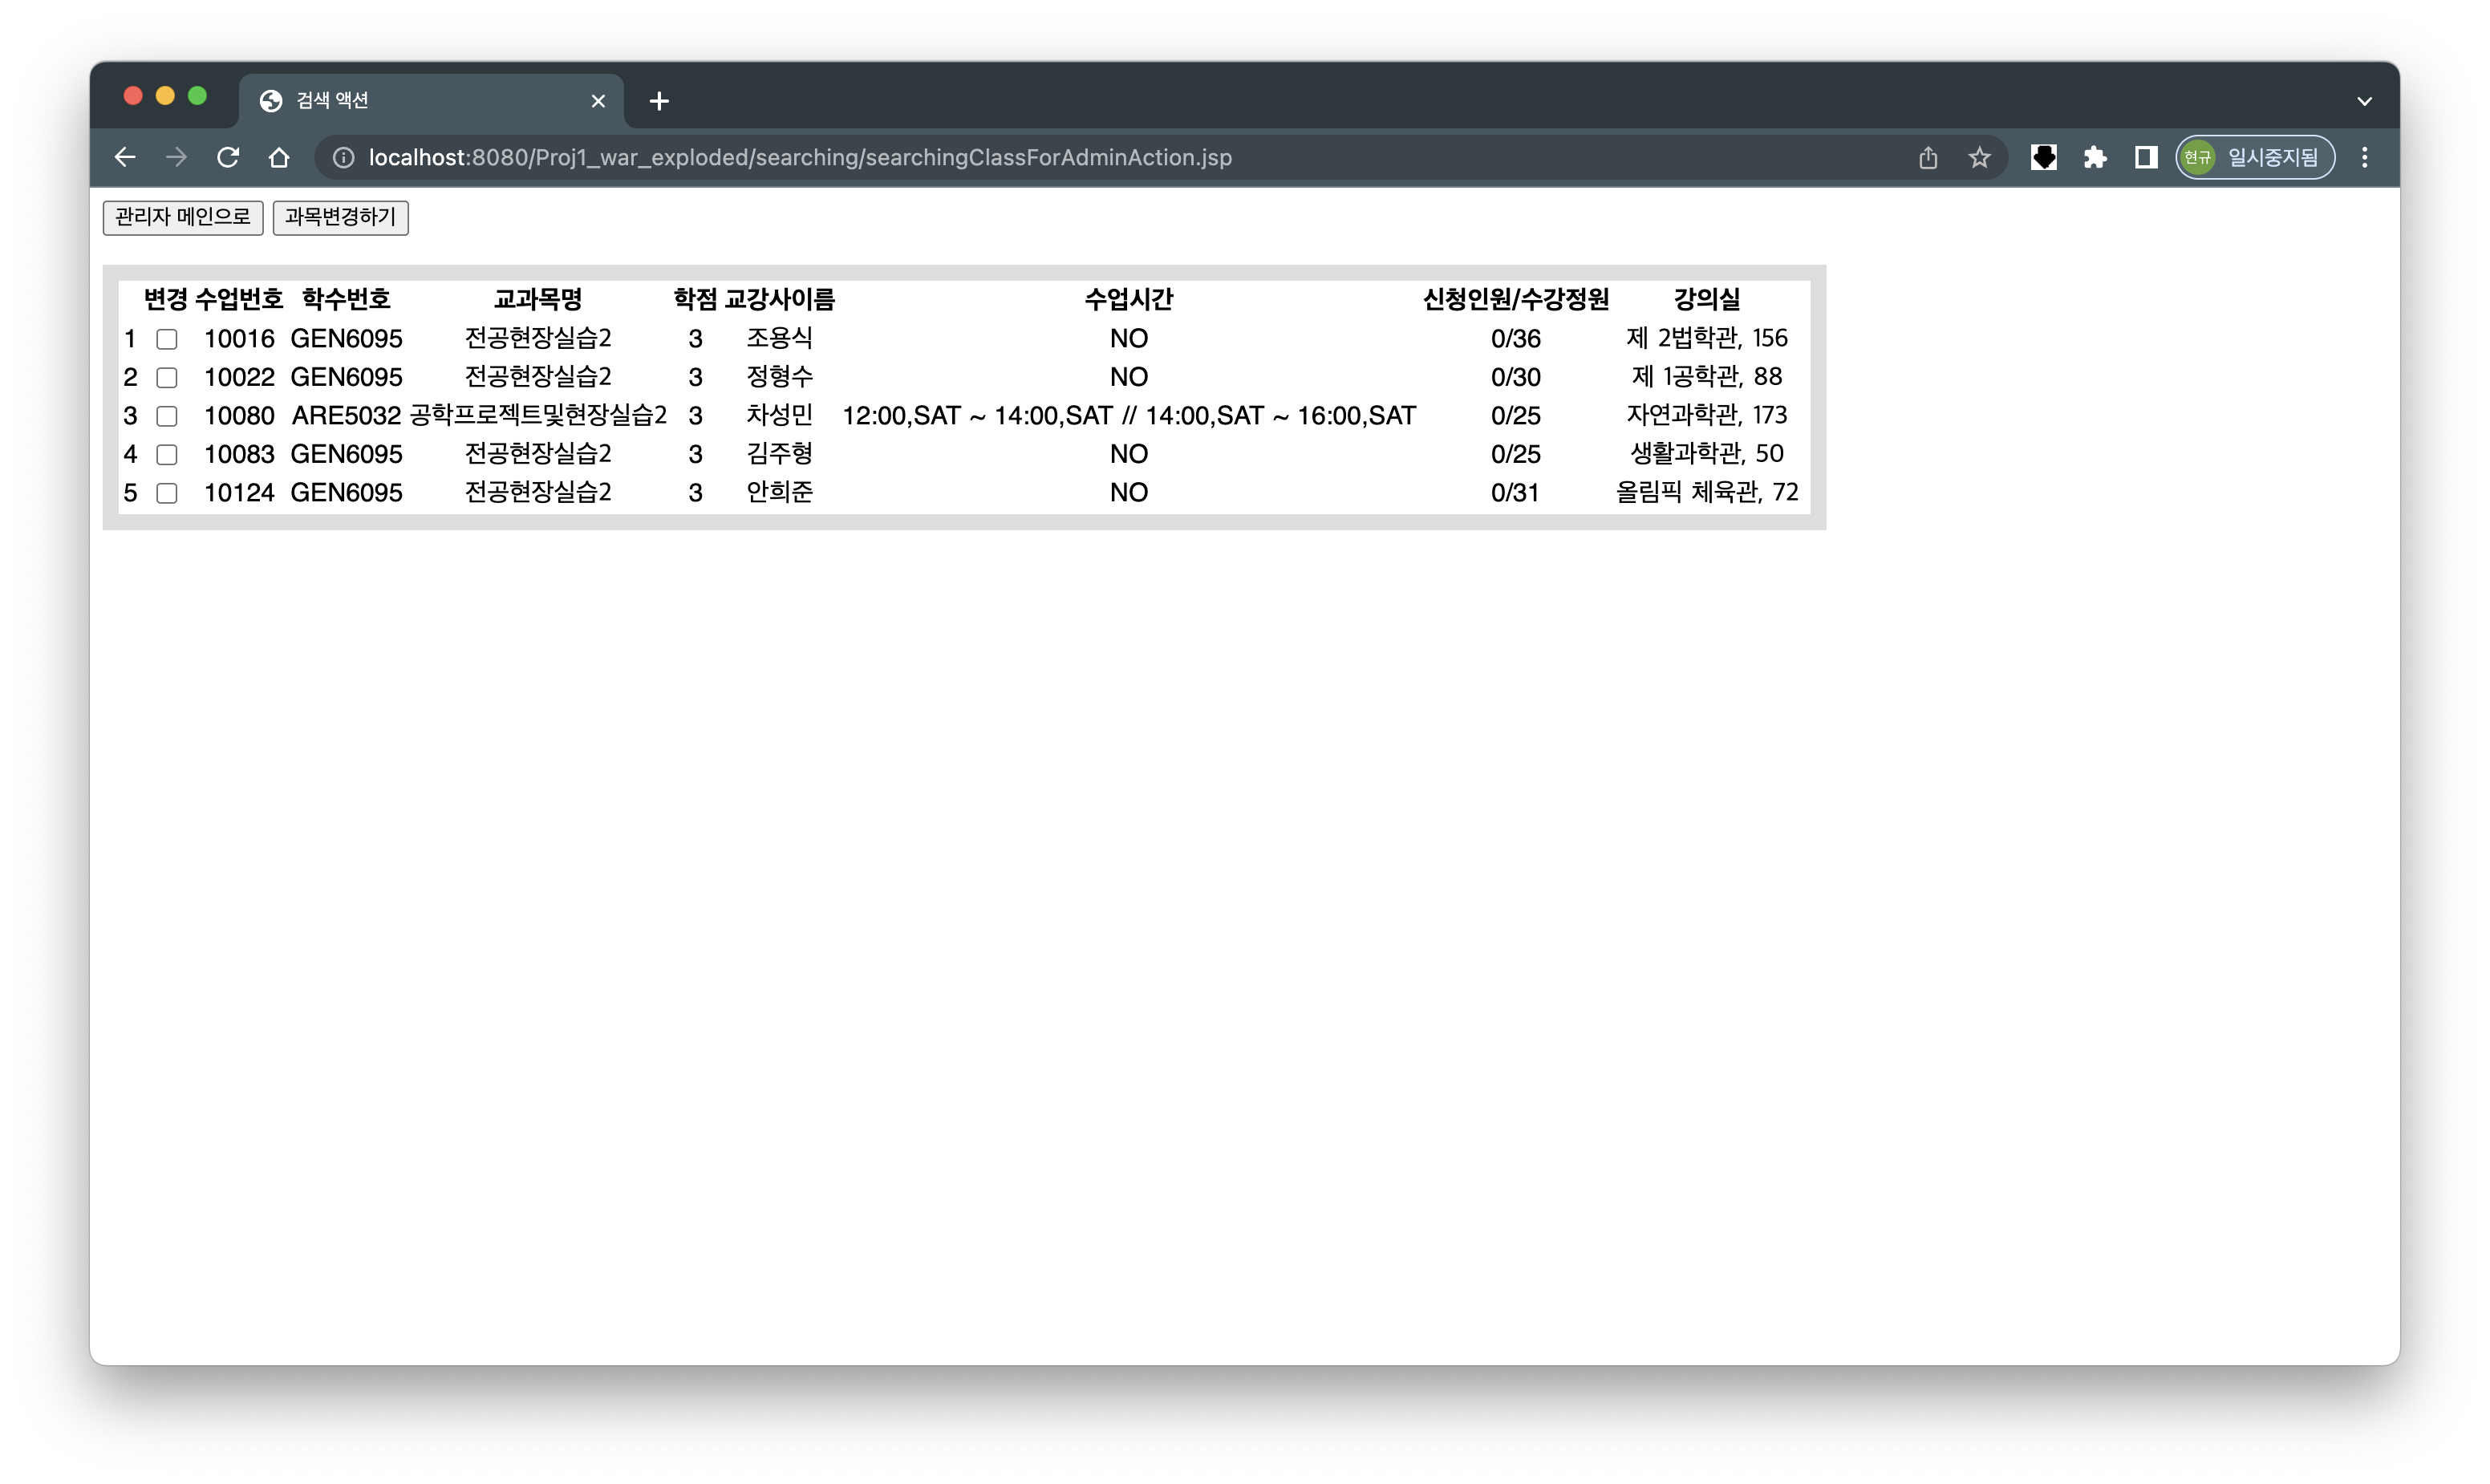 검색 액션
localhost:8080/Proj1_war_exploded/searching/searchingClassForAdminAction.jsp
현규 일시중지됨
관리자 메인으로 과목변경하기
변경 수업번호 학수번호 교과목명 학점 교강사이름 수업시간 신청인원/수강정원 강의실
1 10016 GEN6095 전공현장실습2 3 조용식 NO 0/36 제 2법학관, 156
2 10022 GEN6095 전공현장실습2 3 정형수 NO 0/30 제 1공학관, 88
3 10080 ARE5032 공학프로젝트및현장실습2 3 차성민 12:00,SAT ~ 14:00,SAT // 14:00,SAT ~ 16:00,SAT 0/25 자연과학관, 173
4 10083 GEN6095 전공현장실습2 3 김주형 NO 0/25 생활과학관, 50
5 10124 GEN6095 전공현장실습2 3 안희준 NO 0/31 올림픽 체육관, 72